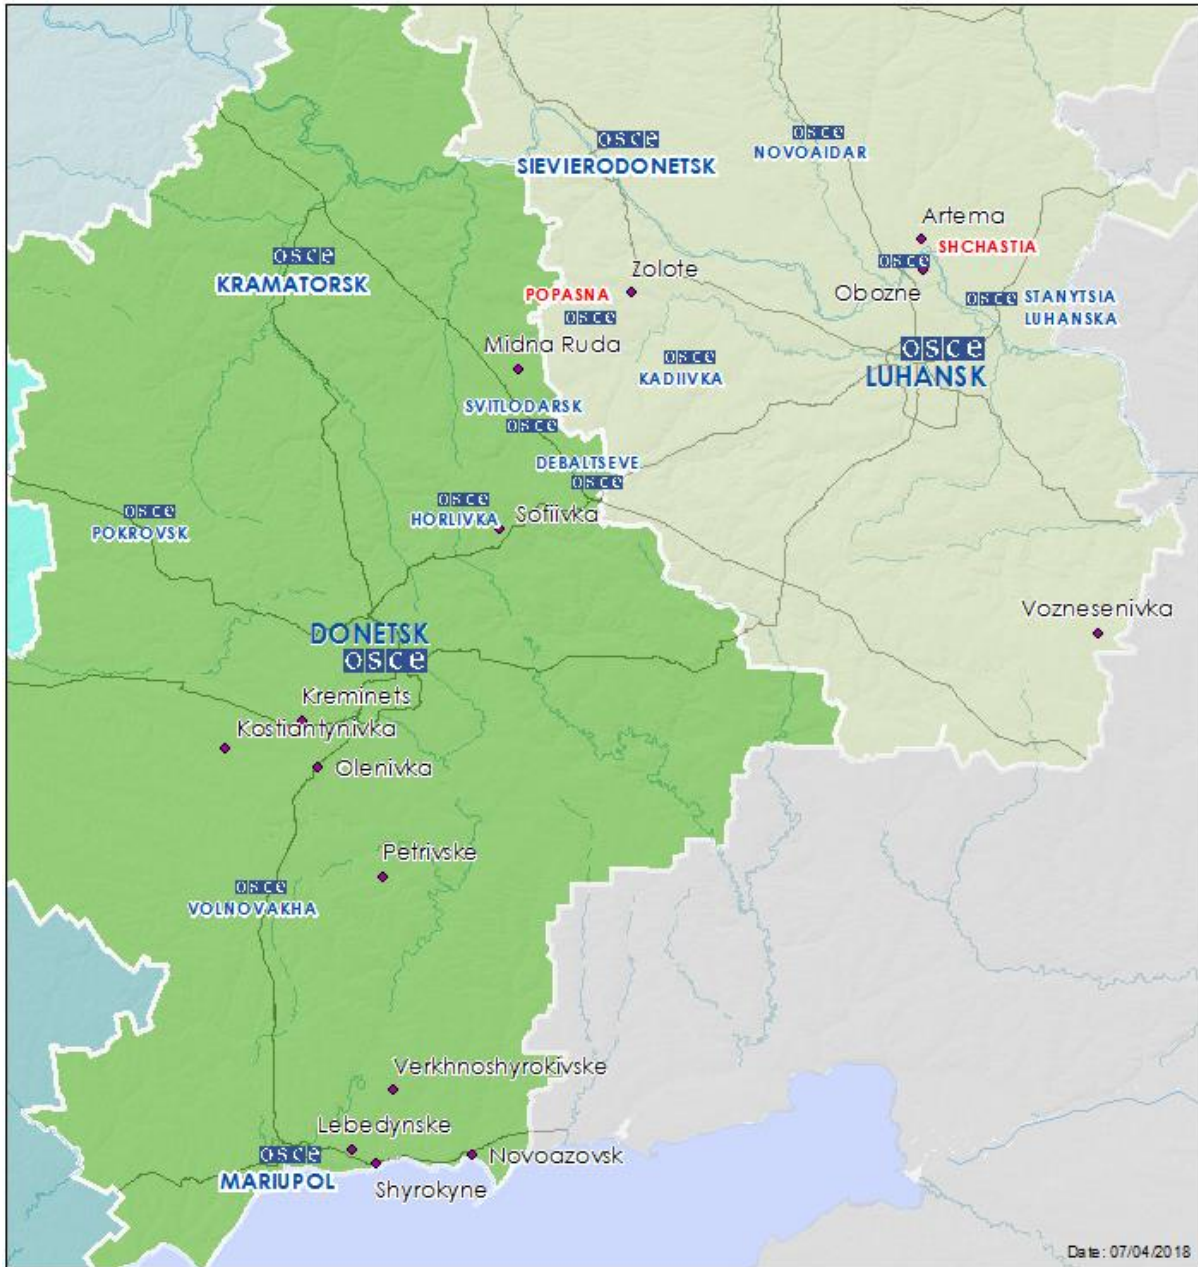 osce
SIEVIERODONETSK
osce
NOVOAIDAR
Artema
SHCHASTIA
osce
KRAMATORSK
osce
Obozne
Zolote
POPASNA
osce
osce
STANYTSIA
LUHANSKA
Midna Ruda
osce
KADIIVKA
osce
LUHANSK
SVITLODARSK
osce
DEBALTSEVE
osce
osce
HORLIVKA
Sofiivka
osce
POKROVSK
Voznesenivka
DONETSK
osce
Kreminets
Kostiantynivka
Olenivka
Petrivske
osce
VOLNOVAKHA
Verkhnoshyrokivske
Lebedynske
osce
MARIUPOL
Novoazovsk
Shyrokyne
Date: 07/04/2018